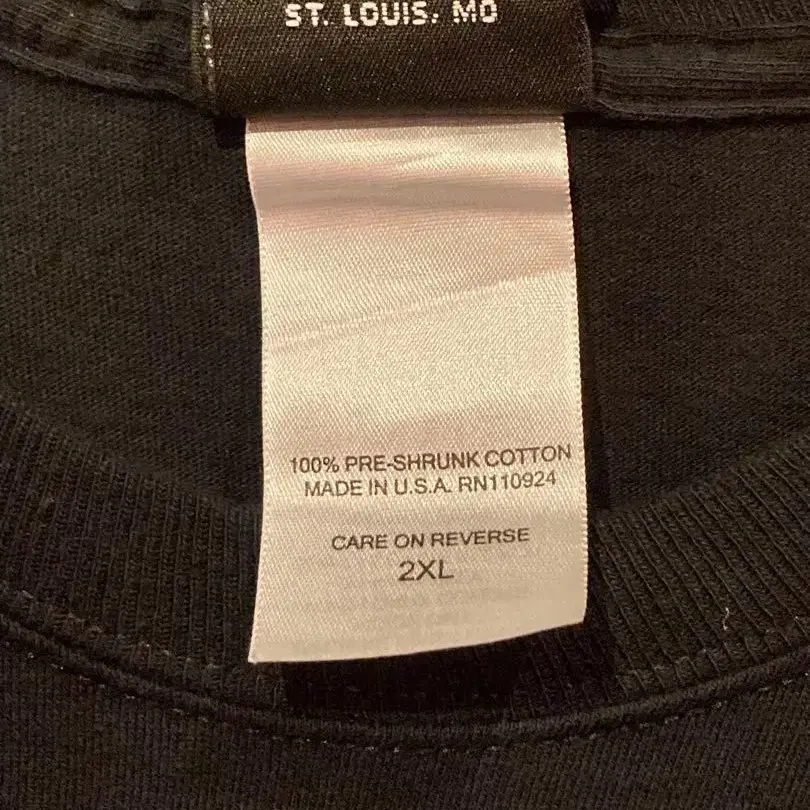 ST. LOUIS, MO
100% PRE-SHRUNK COTTON
MADE IN U.S.A. RN110924
CARE ON REVERSE
2XL